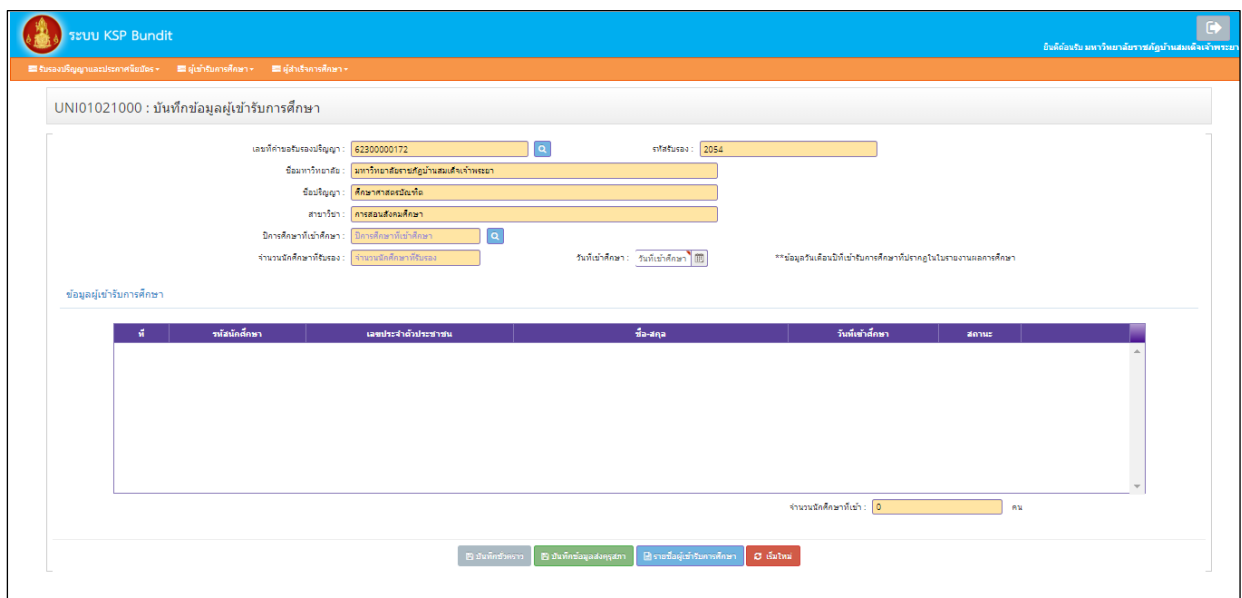 ระบบ KSP Bundit
ยินดีต้อนรับ มหาวิทยาลัยราชภัฏบ้านสมเด็จเจ้าพระยา
รับรองปริญญาและประกาศนียบัตร ผู้เข้ารับการศึกษา ผู้สำเร็จการศึกษา
UNI01021000 : บันทึกข้อมูลผู้เข้ารับการศึกษา
เลขที่คำขอรับรองปริญญา : 62300000172 รหัสรับรอง : 2054
ชื่อมหาวิทยาลัย : มหาวิทยาลัยราชภัฏบ้านสมเด็จเจ้าพระยา
ชื่อปริญญา : ศึกษาศาสตรบัณฑิต
สาขาวิชา : การสอนสังคมศึกษา
ปีการศึกษาที่เข้าศึกษา : ปีการศึกษาที่เข้าศึกษา
จำนวนนักศึกษาที่รับรอง : จำนวนนักศึกษาที่รับรอง วันที่เข้าศึกษา : วันที่เข้าศึกษา **ข้อมูลวันเดือนปีที่เข้ารับการศึกษาที่ปรากฏในใบรายงานผลการศึกษา
ข้อมูลผู้เข้ารับการศึกษา
ที่ รหัสนักศึกษา เลขประจำตัวประชาชน ชื่อ-สกุล วันที่เข้าศึกษา สถานะ
จำนวนนักศึกษาที่เข้า : 0 คน
บันทึกชั่วคราว บันทึกข้อมูลส่งคุรุสภา รายชื่อผู้เข้ารับการศึกษา เริ่มใหม่